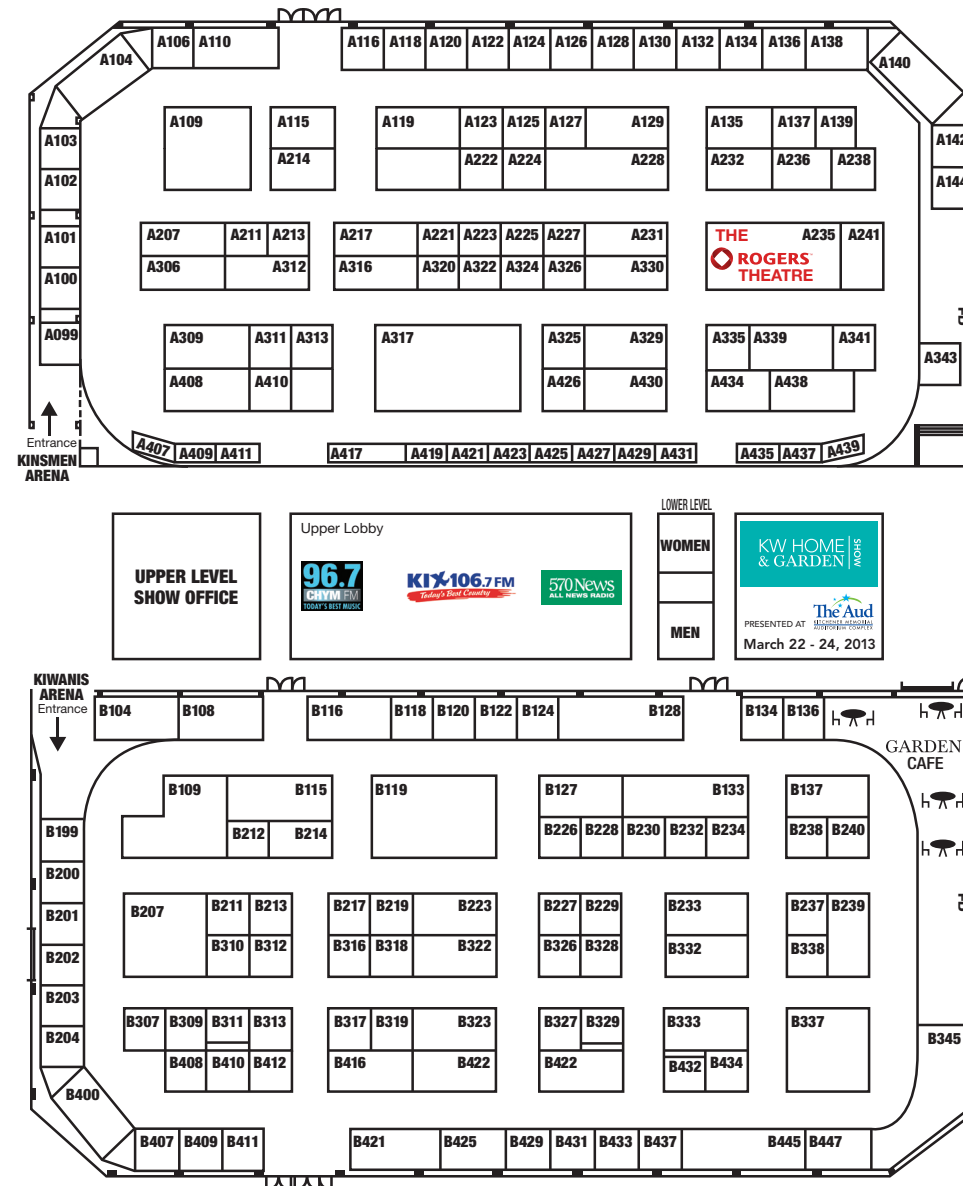 A106 A110 A116 A118 A120 A122 A124 A126 A128 A130 A132 A134 A136 A138
A104 A140
A109 A115 A119 A123 A125 A127 A129 A135 A137 A139
A103 A142
A214 A222 A224 A228 A232 A236 A238
A102 A144
A101 A207 A211 A213 A217 A221 A223 A225 A227 A231 THE A235 A241
ROGERS
THEATRE
A100 A306 A312 A316 A320 A322 A324 A326 A330
A099 A309 A311 A313 A317 A325 A329 A335 A339 A341
A343
A408 A410 A426 A430 A434 A438
Entrance
KINSMEN
ARENA
A407 A409 A411 A417 A419 A421 A423 A425 A427 A429 A431 A435 A437 A439
LOWER LEVEL
UPPER LEVEL
SHOW OFFICE
Upper Lobby
96.7
CHYM FM
TODAY'S BEST MUSIC
KIX106.7 FM
Today's Best Country
570News
ALL NEWS RADIO
WOMEN
MEN
KW HOME
& GARDEN
SHOW
PRESENTED AT
The Aud
KITCHENER MEMORIAL
AUDITORIUM COMPLEX
March 22 - 24, 2013
KIWANIS
ARENA
Entrance
B104 B108 B116 B118 B120 B122 B124 B128 B134 B136
GARDEN
CAFE
B109 B115 B119 B127 B133 B137
B199 B212 B214 B226 B228 B230 B232 B234 B238 B240
B200
B201 B207 B211 B213 B217 B219 B223 B227 B229 B233 B237 B239
B202 B310 B312 B316 B318 B322 B326 B328 B332 B338
B203
B204 B307 B309 B311 B313 B317 B319 B323 B327 B329 B333 B337 B345
B408 B410 B412 B416 B422 B422 B432 B434
B400
B407 B409 B411 B421 B425 B429 B431 B433 B437 B445 B447